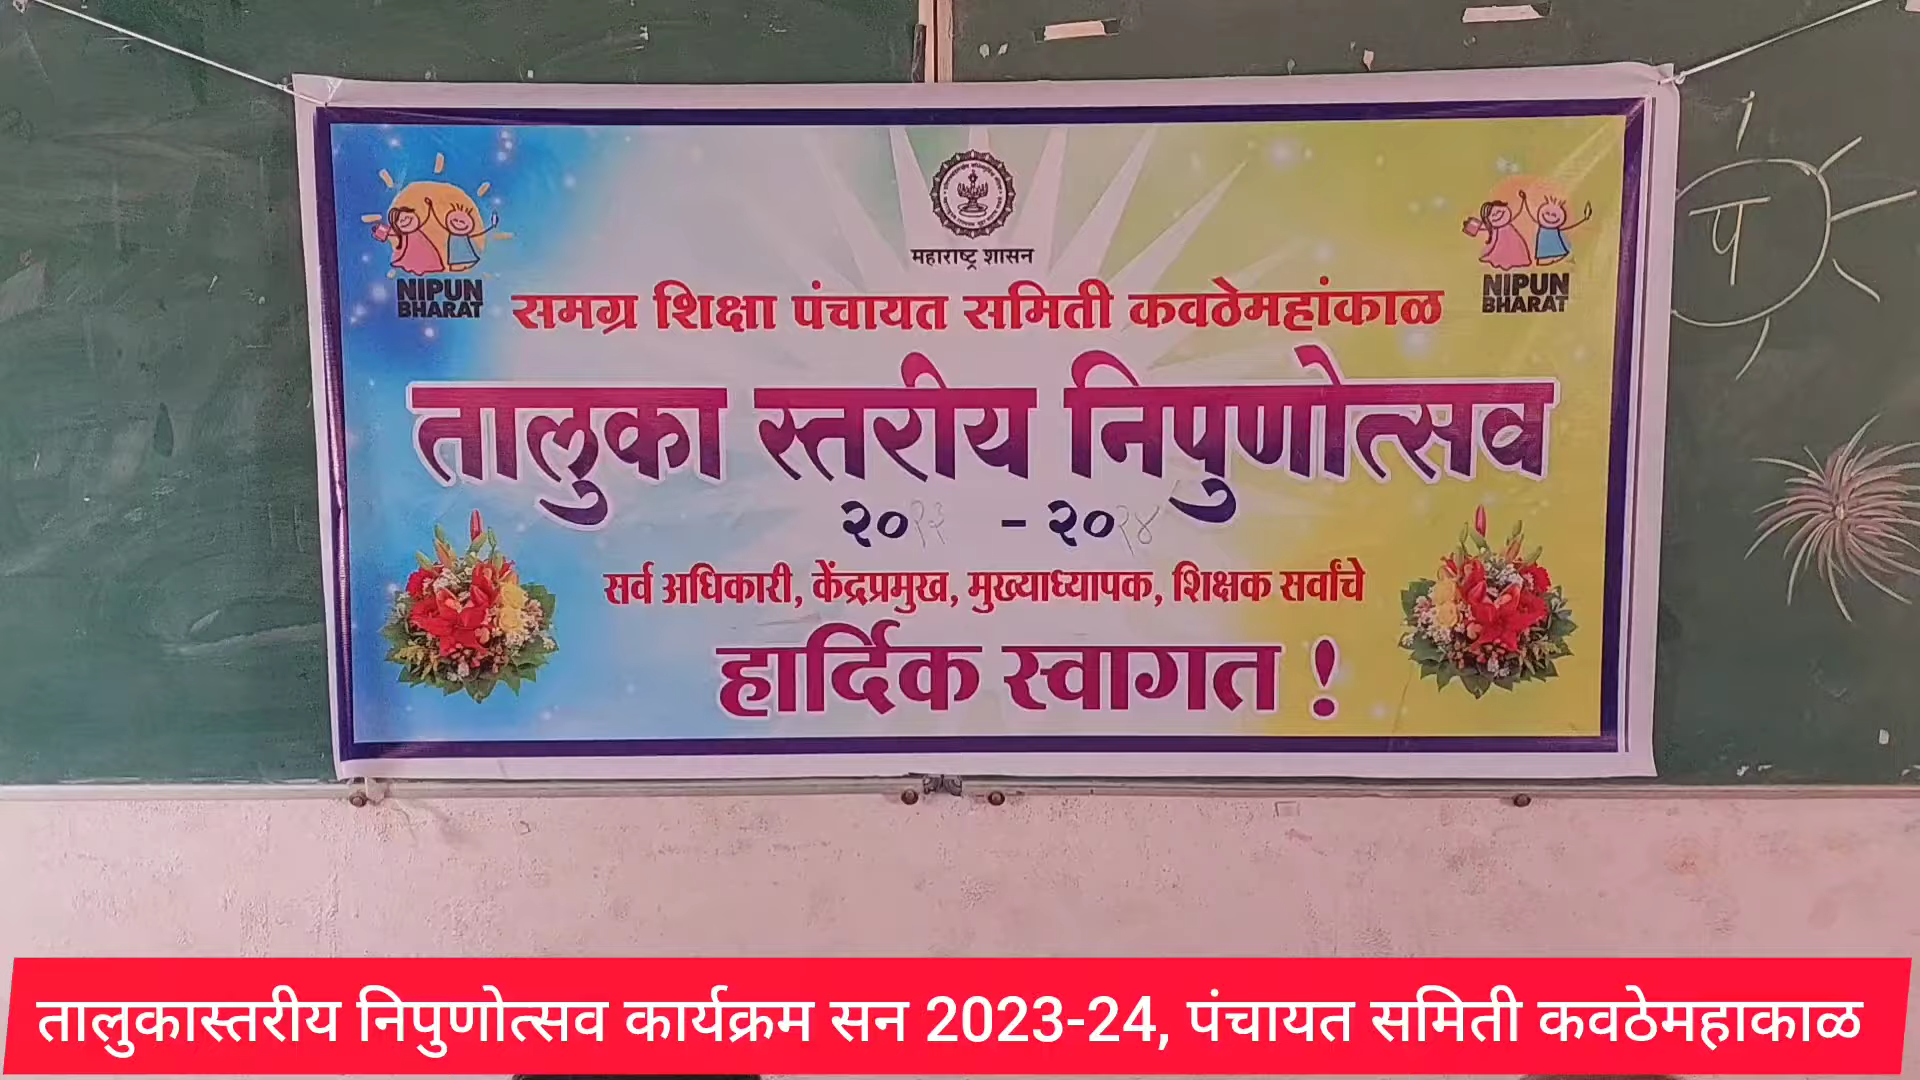 महाराष्ट्र शासन
NIPUN
BHARAT
NIPUN
BHARAT
समग्र शिक्षा पंचायत समिती कवठेमहांकाळ
तालुका स्तरीय निपुणोत्सव
२०२३ - २०२४
सर्व अधिकारी, केंद्रप्रमुख, मुख्याध्यापक, शिक्षक सर्वांचे
हार्दिक स्वागत !
प
तालुकास्तरीय निपुणोत्सव कार्यक्रम सन 2023-24, पंचायत समिती कवठेमहाकाळ